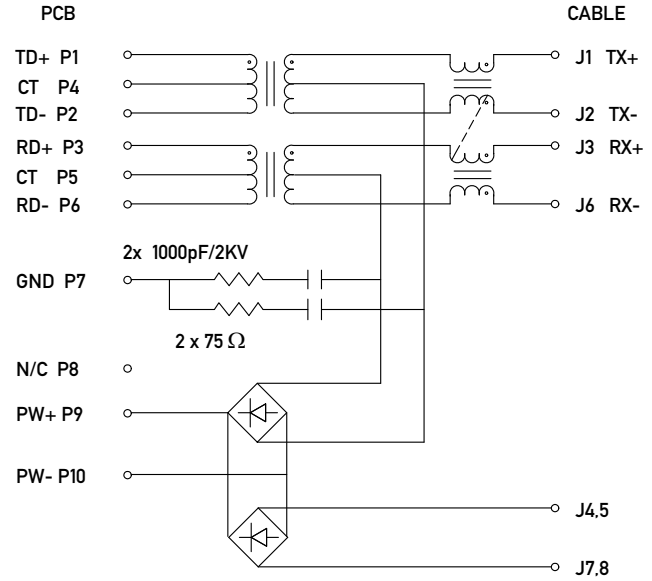 PCB CABLE
TD+ P1 J1 TX+
CT P4
TD- P2 J2 TX-
RD+ P3 J3 RX+
CT P5
RD- P6 J6 RX-
2x 1000pF/2KV
GND P7
2 x 75 Ω
N/C P8
PW+ P9
PW- P10
J4,5
J7,8